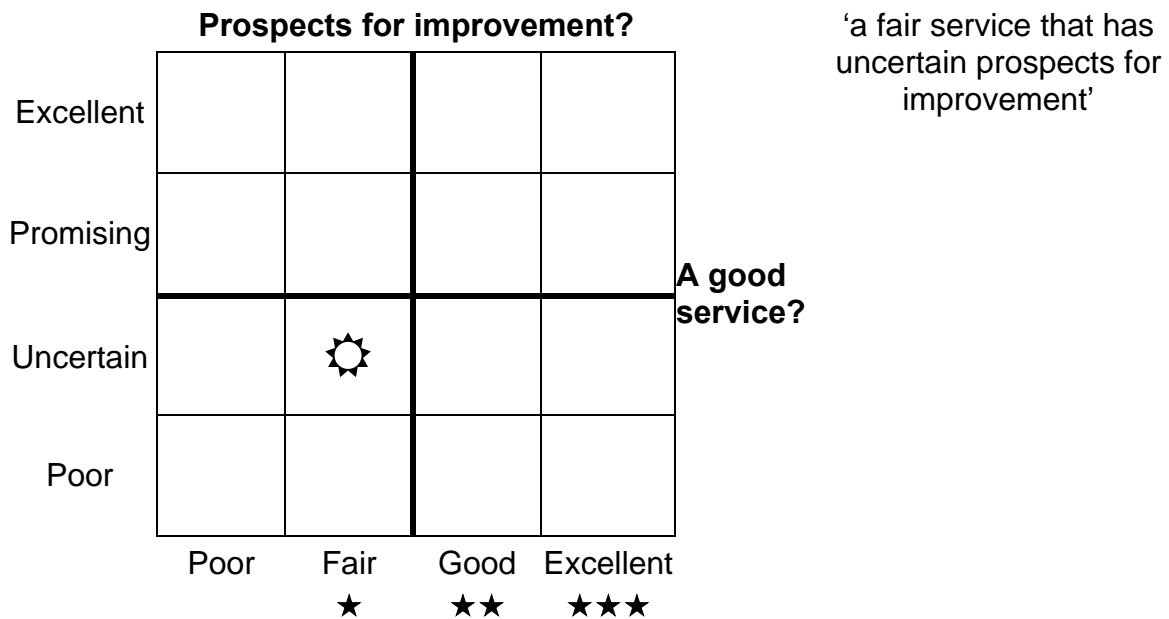 Prospects for improvement?
‘a fair service that has
uncertain prospects for
improvement’
Excellent
Promising
A good
service?
Uncertain
Poor
Poor Fair Good Excellent
★ ★★ ★★★